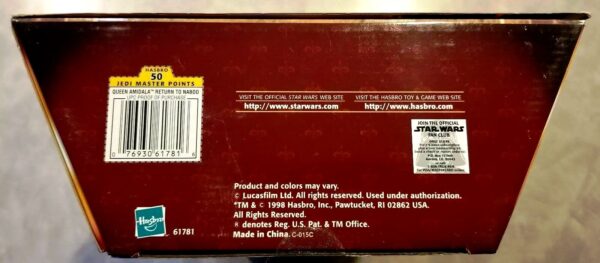 HASBRO
50
JEDI MASTER POINTS
QUEEN AMIDALA™ RETURN TO NABOO
UPC PROOF OF PURCHASE
0 76930 61781 6
VISIT THE OFFICIAL STAR WARS WEB SITE
http://www.starwars.com
VISIT THE HASBRO TOY & GAME WEB SITE
http://www.hasbro.com
JOIN THE OFFICIAL
STAR WARS
FAN CLUB
Product and colors may vary.
© Lucasfilm Ltd. All rights reserved. Used under authorization.
®TM & © 1998 Hasbro, Inc., Pawtucket, RI 02862 USA.
All Rights Reserved.
® denotes Reg. U.S. Pat. & TM Office.
Made in China. C-015C
Hasbro
61781